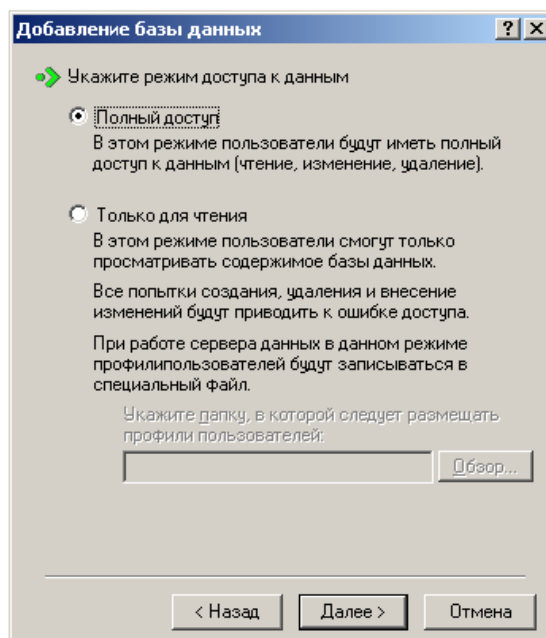 Добавление базы данных
Укажите режим доступа к данным
Полный доступ
В этом режиме пользователи будут иметь полный
доступ к данным (чтение, изменение, удаление).
Только для чтения
В этом режиме пользователи смогут только
просматривать содержимое базы данных.
Все попытки создания, удаления и внесение
изменений будут приводить к ошибке доступа.
При работе сервера данных в данном режиме
профилипользователей будут записываться в
специальный файл.
Укажите папку, в которой следует размещать
профили пользователей:
Обзор...
< Назад
Далее >
Отмена